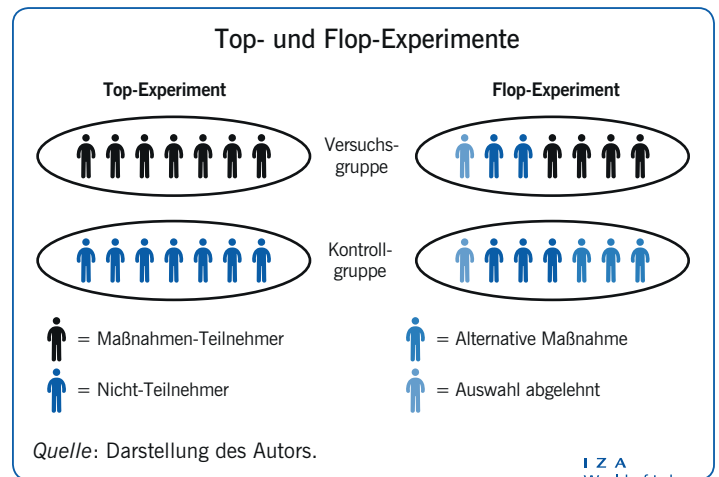 Top- und Flop-Experimente
Top-Experiment
Flop-Experiment
Versuchs-
gruppe
Kontroll-
gruppe
= Maßnahmen-Teilnehmer
= Alternative Maßnahme
= Nicht-Teilnehmer
= Auswahl abgelehnt
Quelle: Darstellung des Autors.
I Z A